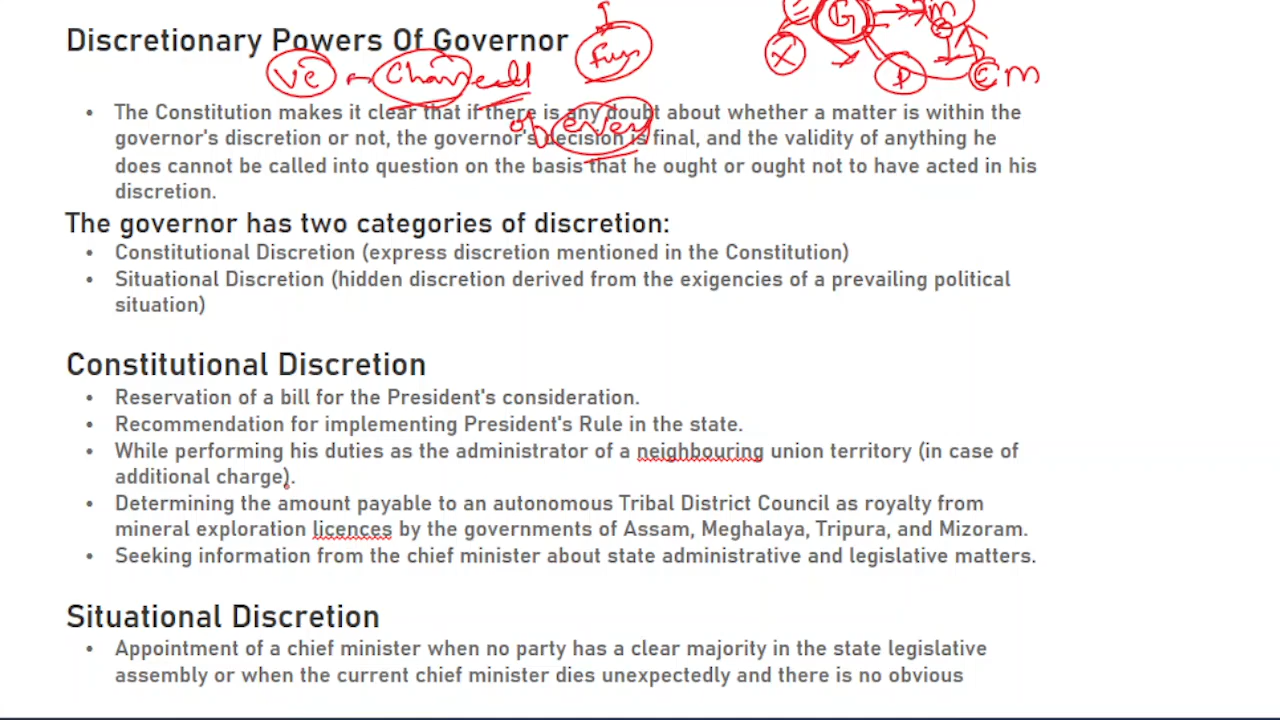 Discretionary Powers Of Governor
G
m
X
P
cm
VC
• The Constitution makes it clear that if there is any doubt about whether a matter is within the
governor's discretion or not, the governor's decision is final, and the validity of anything he
does cannot be called into question on the basis that he ought or ought not to have acted in his
discretion.
The governor has two categories of discretion:
• Constitutional Discretion (express discretion mentioned in the Constitution)
• Situational Discretion (hidden discretion derived from the exigencies of a prevailing political
situation)
Constitutional Discretion
• Reservation of a bill for the President's consideration.
• Recommendation for implementing President's Rule in the state.
• While performing his duties as the administrator of a neighbouring union territory (in case of
additional charge).
• Determining the amount payable to an autonomous Tribal District Council as royalty from
mineral exploration licences by the governments of Assam, Meghalaya, Tripura, and Mizoram.
• Seeking information from the chief minister about state administrative and legislative matters.
Situational Discretion
• Appointment of a chief minister when no party has a clear majority in the state legislative
assembly or when the current chief minister dies unexpectedly and there is no obvious